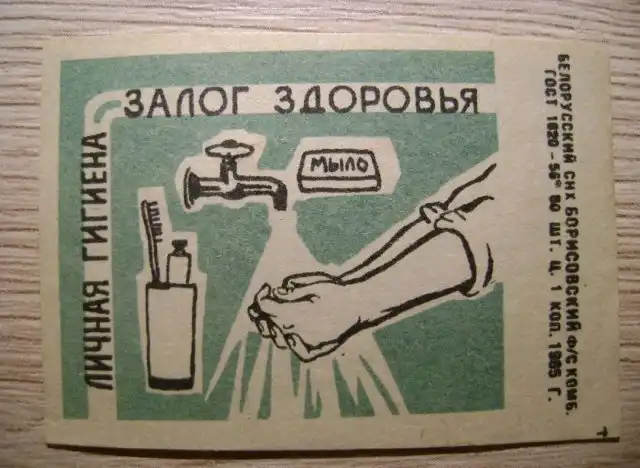 ЛИЧНАЯ ГИГИЕНА
ЗАЛОГ ЗДОРОВЬЯ
МЫЛО
БЕЛОРУССКИЙ СНХ БОРИСОВСКИЙ Ф/С КОМБ.
ГОСТ 1820-56* 60 ШТ. Ц. 1 КОП. 1965 Г.